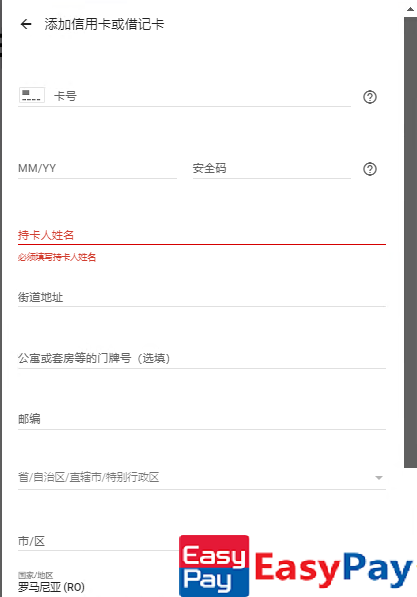 添加信用卡或借记卡
卡号
MM/YY
安全码
持卡人姓名
必须填写持卡人姓名
街道地址
公寓或套房等的门牌号（选填）
邮编
省/自治区/直辖市/特别行政区
市/区
国家/地区
罗马尼亚 (RO)
Easy
Pay
EasyPay